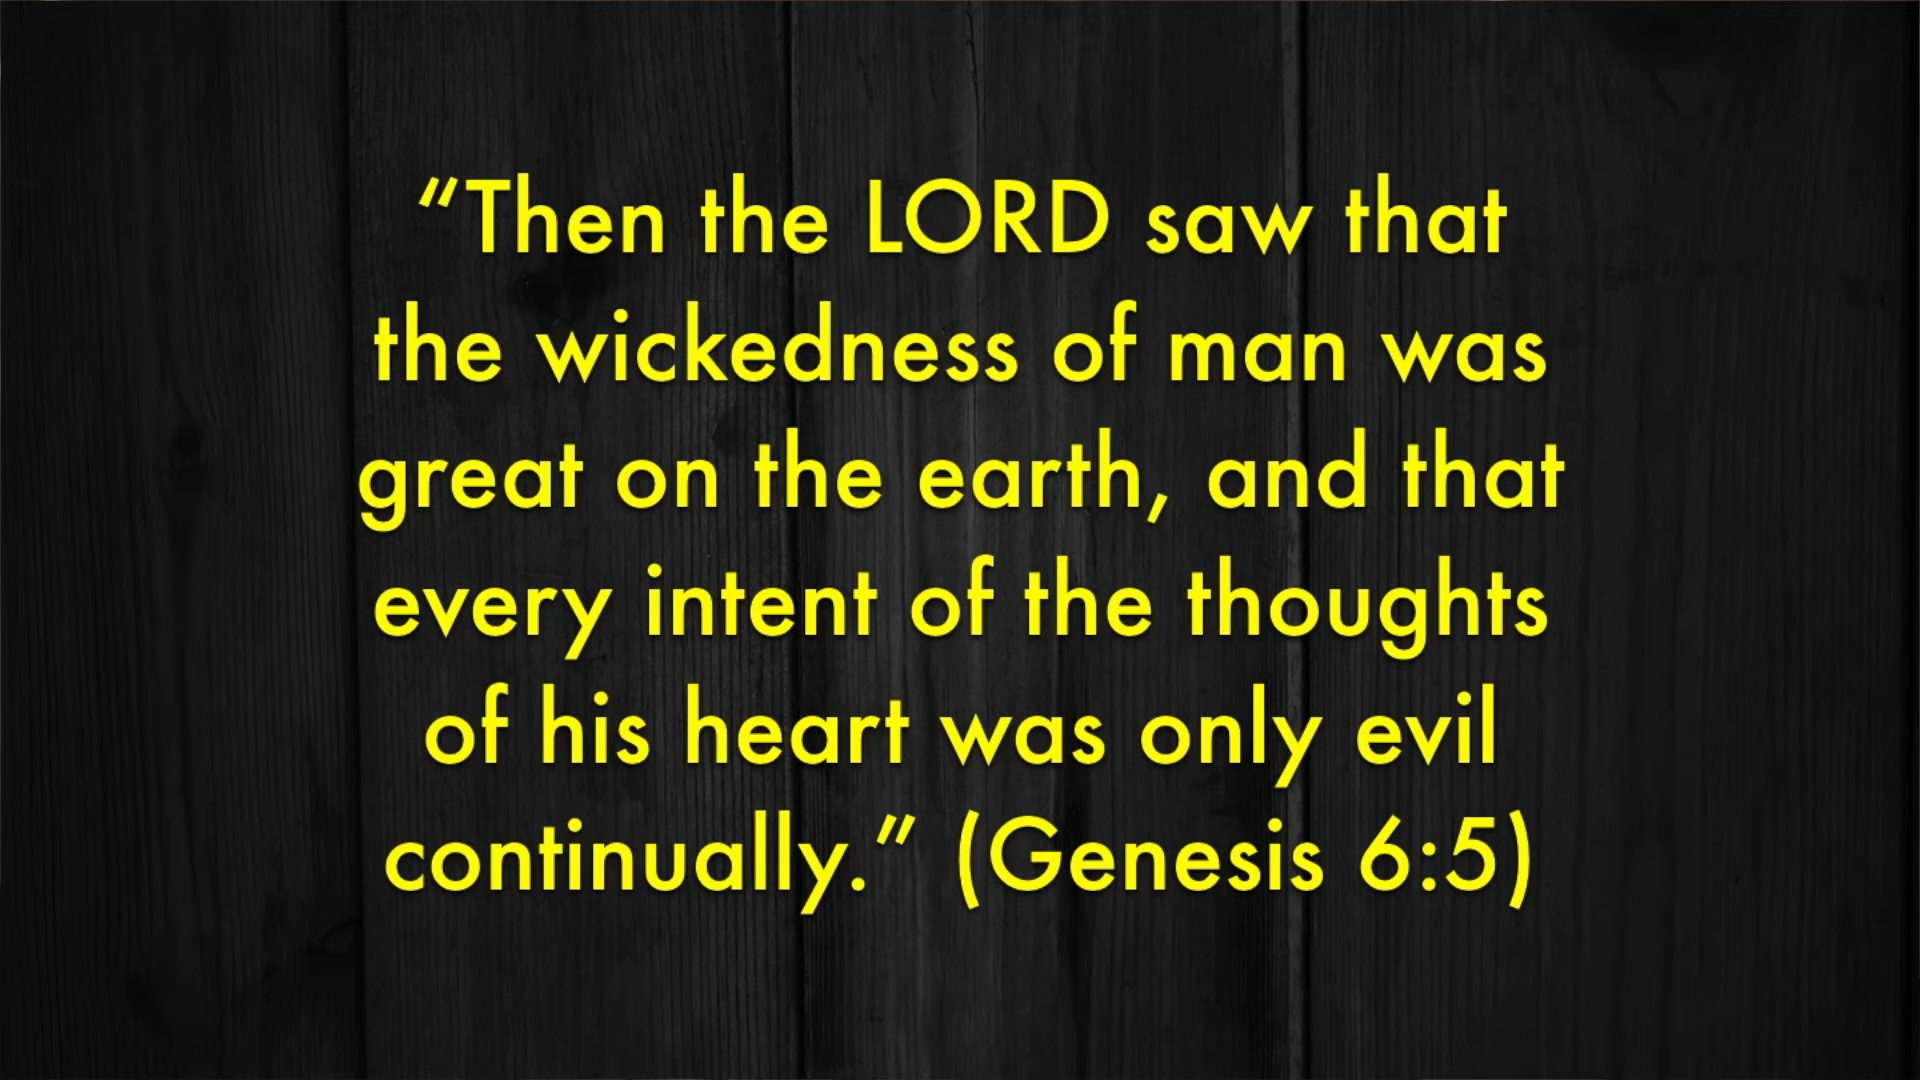 “Then the LORD saw that
the wickedness of man was
great on the earth, and that
every intent of the thoughts
of his heart was only evil
continually.” (Genesis 6:5)